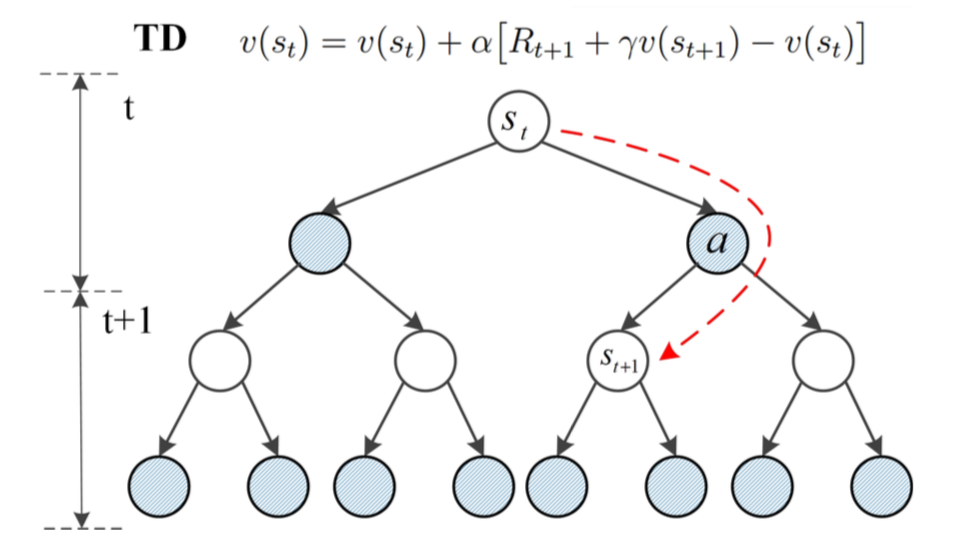 TD v(s_t) = v(s_t) + α[R_{t+1} + γv(s_{t+1}) − v(s_t)]
t
s_t
a
t+1
s_{t+1}